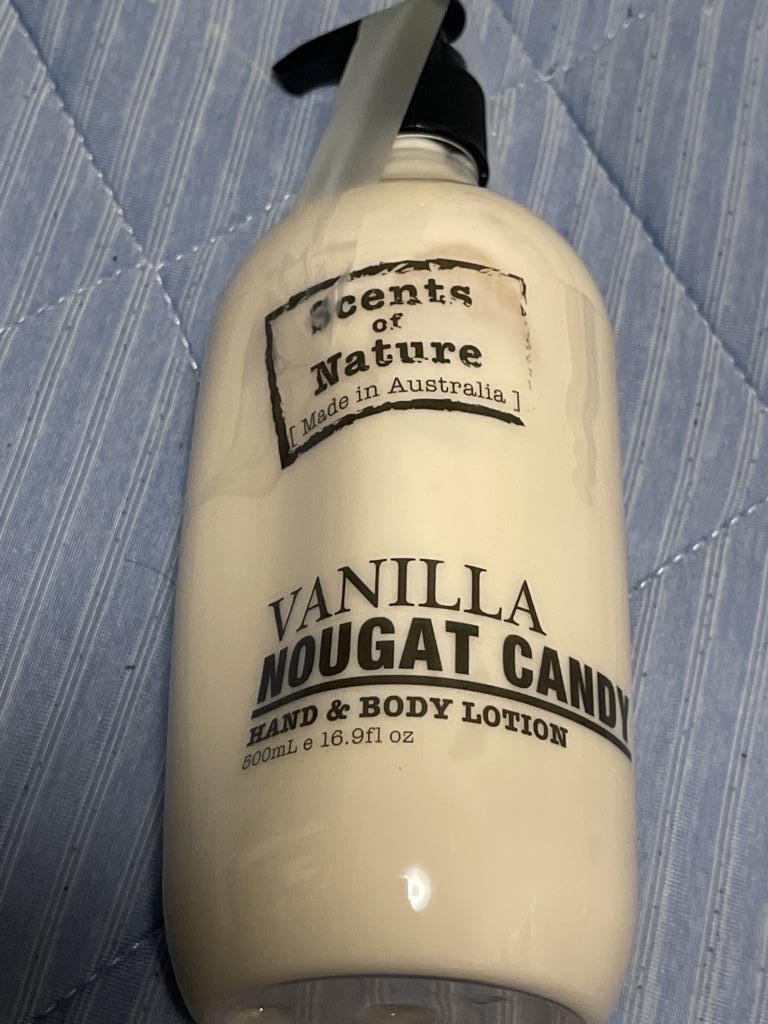 Scents
of
Nature
[ Made in Australia ]
VANILLA
NOUGAT CANDY
HAND & BODY LOTION
500mL e 16.9fl oz